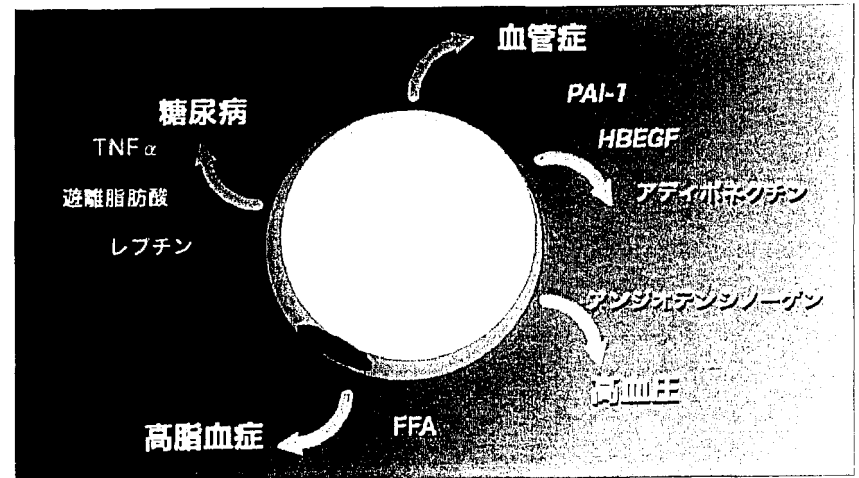 血管症
PAI-1
HBEGF
アディポネクチン
アンジオテンシノーゲン
高血圧
糖尿病
TNFα
遊離脂肪酸
レプチン
高脂血症
FFA